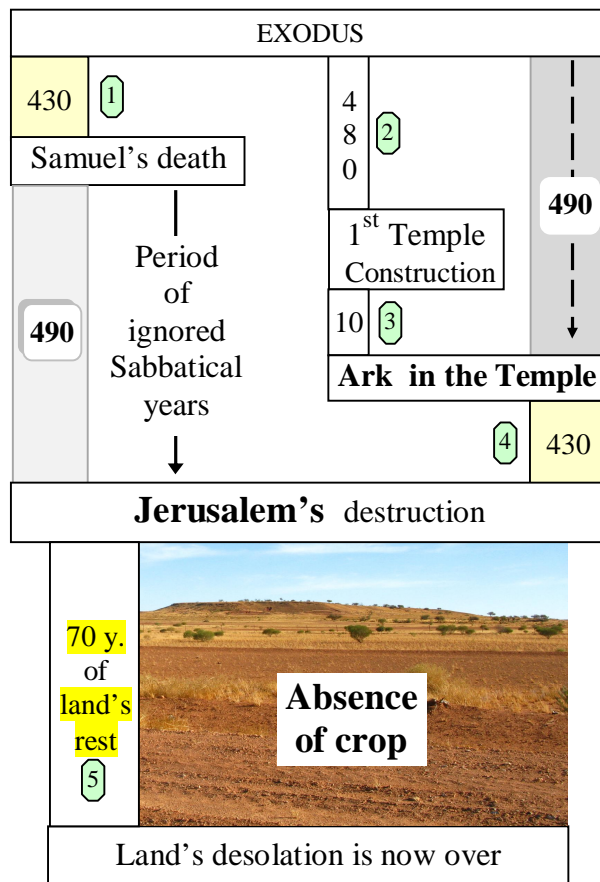 EXODUS
430
1
Samuel’s death
490
Period
of
ignored
Sabbatical
years
4
8
0
2
1st Temple
Construction
10
3
490
Ark in the Temple
4
430
Jerusalem’s destruction
70 y.
of
land’s
rest
5
Absence
of crop
Land’s desolation is now over